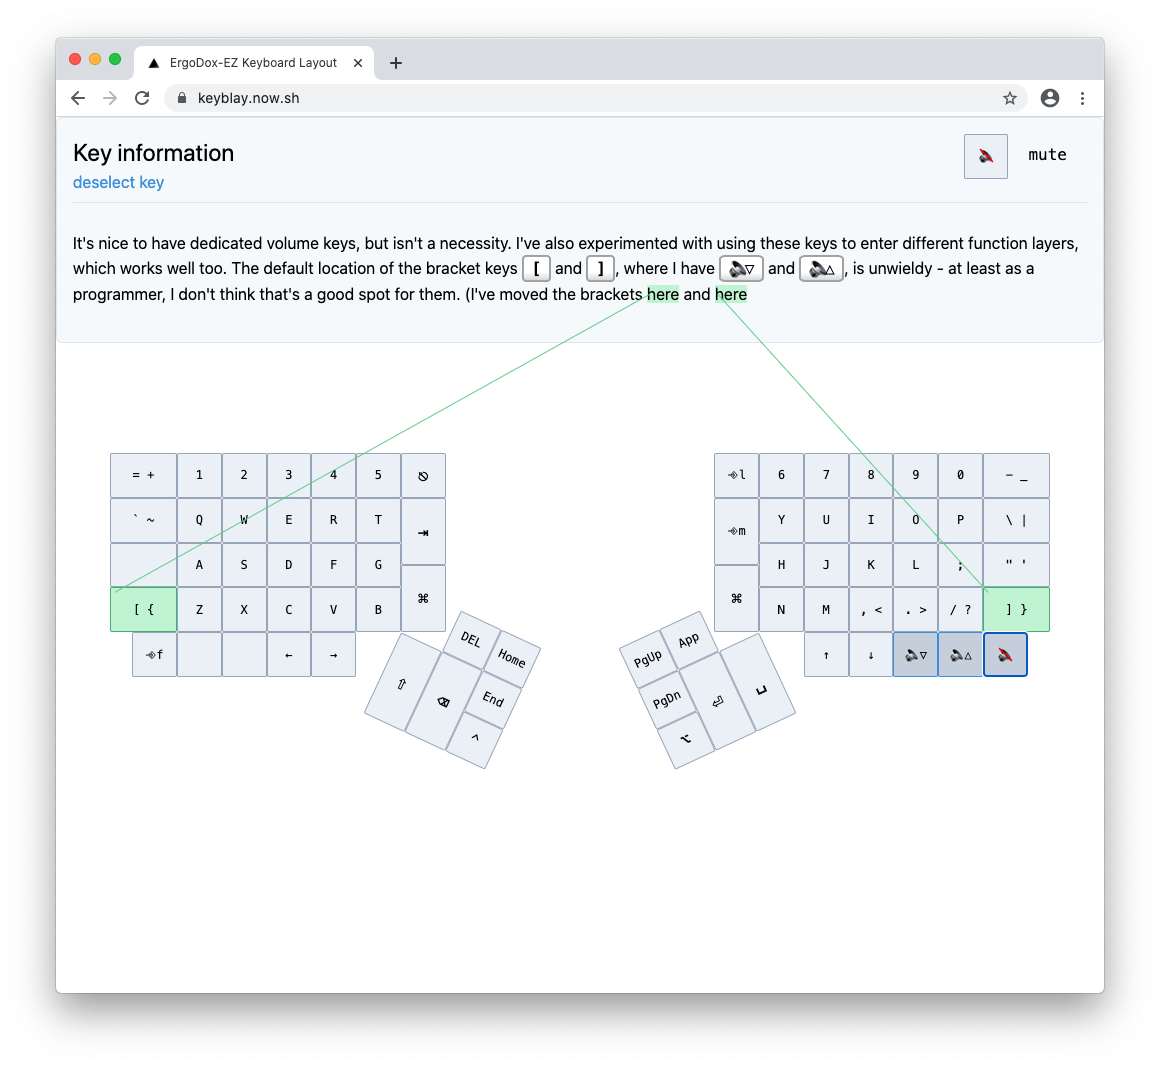 ErgoDox-EZ Keyboard Layout
keyblay.now.sh
Key information
mute
deselect key
It's nice to have dedicated volume keys, but isn't a necessity. I've also experimented with using these keys to enter different function layers,
which works well too. The default location of the bracket keys [ and ], where I have 🔈▽ and 🔈△, is unwieldy - at least as a
programmer, I don't think that's a good spot for them. (I've moved the brackets here and here
= + 1 2 3 4 5 ⎋ ⎆l 6 7 8 9 0 − _
` ~ Q W E R T ⇥ ⎆m Y U I O P \ |
A S D F G H J K L ; " '
[ { Z X C V B ⌘ ⌘ N M , < . > / ? ] }
⎆f ← → ↑ ↓ 🔈▽ 🔈△
DEL Home PgUp App
⇧ ⌫ End PgDn ⏎ ␣
^ ⌥